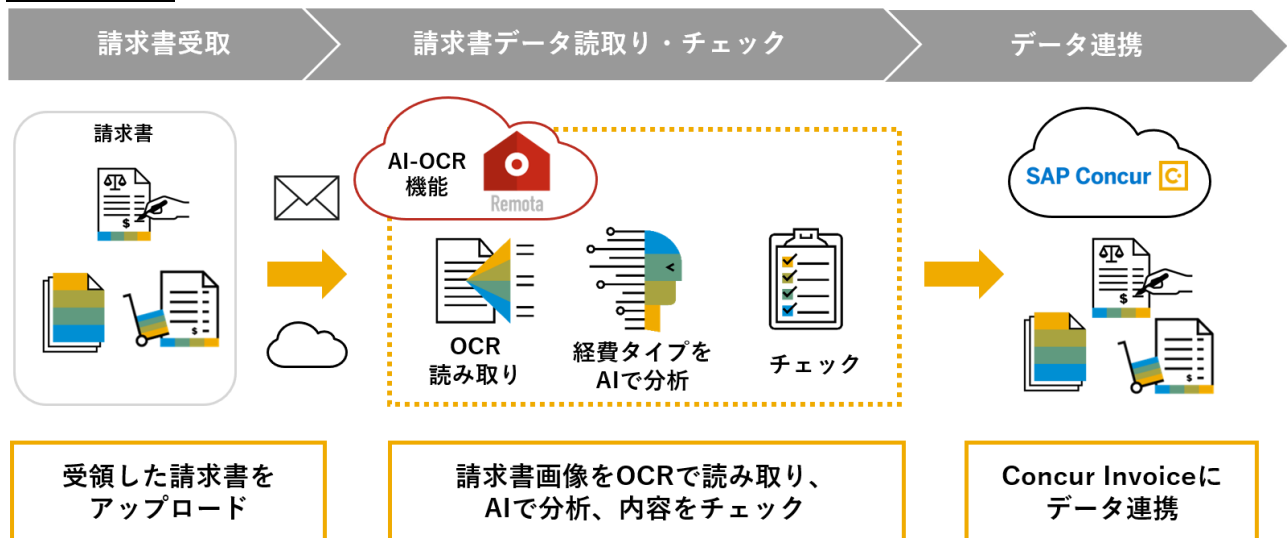 請求書受取
請求書データ読取り・チェック
データ連携
請求書
AI-OCR
機能
Remota
OCR
読み取り
経費タイプを
AIで分析
チェック
SAP Concur
受領した請求書を
アップロード
請求書画像をOCRで読み取り、
AIで分析、内容をチェック
Concur Invoiceに
データ連携